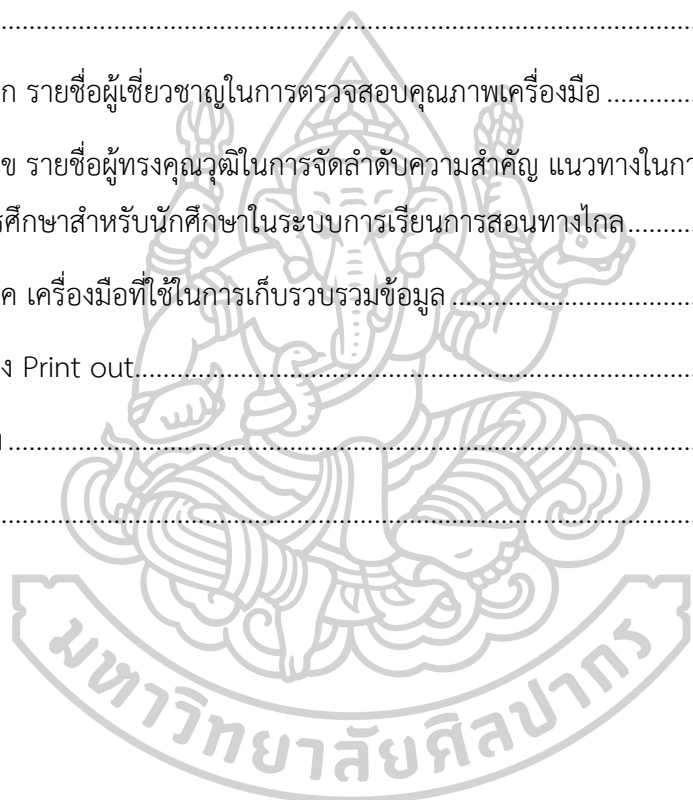 ก รายชื่อผู้เชี่ยวชาญในการตรวจสอบคุณภาพเครื่องมือ ..............
ข รายชื่อผู้ทรงคุณวุฒิในการจัดลำดับความสำคัญ แนวทางในกา
รศึกษาสำหรับนักศึกษาในระบบการเรียนการสอนทางไกล..........
ค เครื่องมือที่ใช้ในการเก็บรวบรวมข้อมูล ......................................
ง Print out.......................................................................................
มหาวิทยาลัยศิลปากร